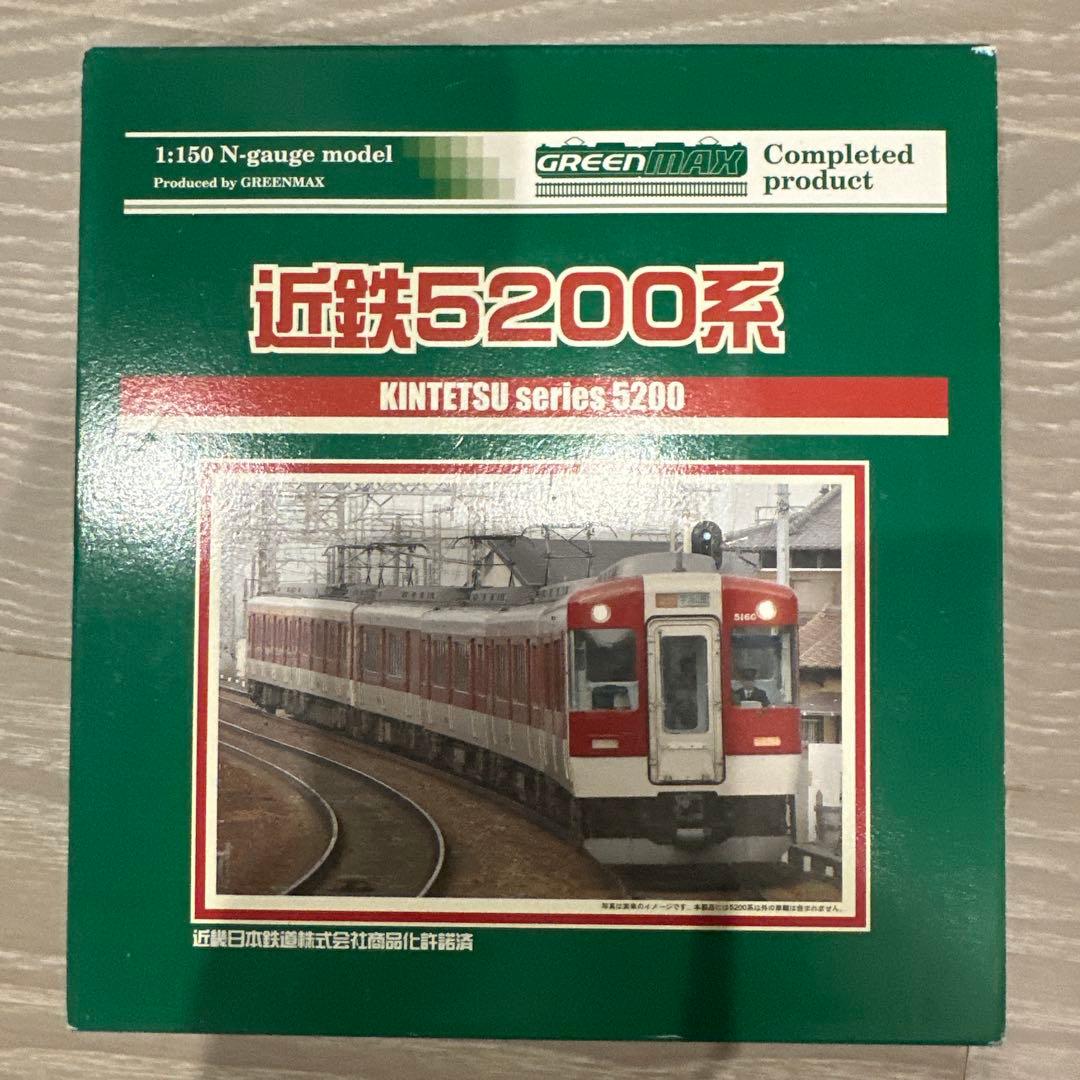 1:150 N-gauge model
Produced by GREENMAX
GREENMAX
Completed
product
近鉄5200系
KINTETSU series 5200
写真は実車のイメージです。本製品には5200系以外の車輌は含まれません。
近畿日本鉄道株式会社商品化許諾済